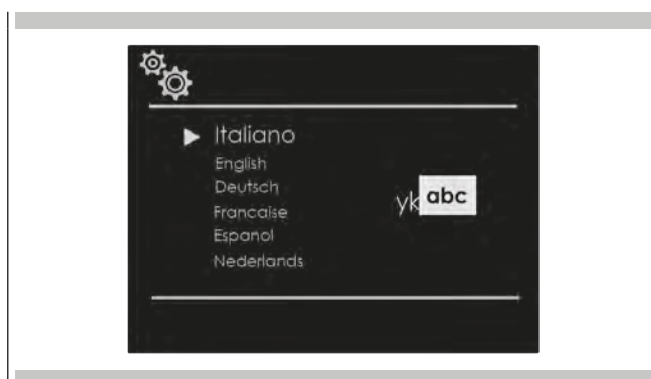 Italiano
English
Deutsch
Francaise
Espanol
Nederlands
yk abc